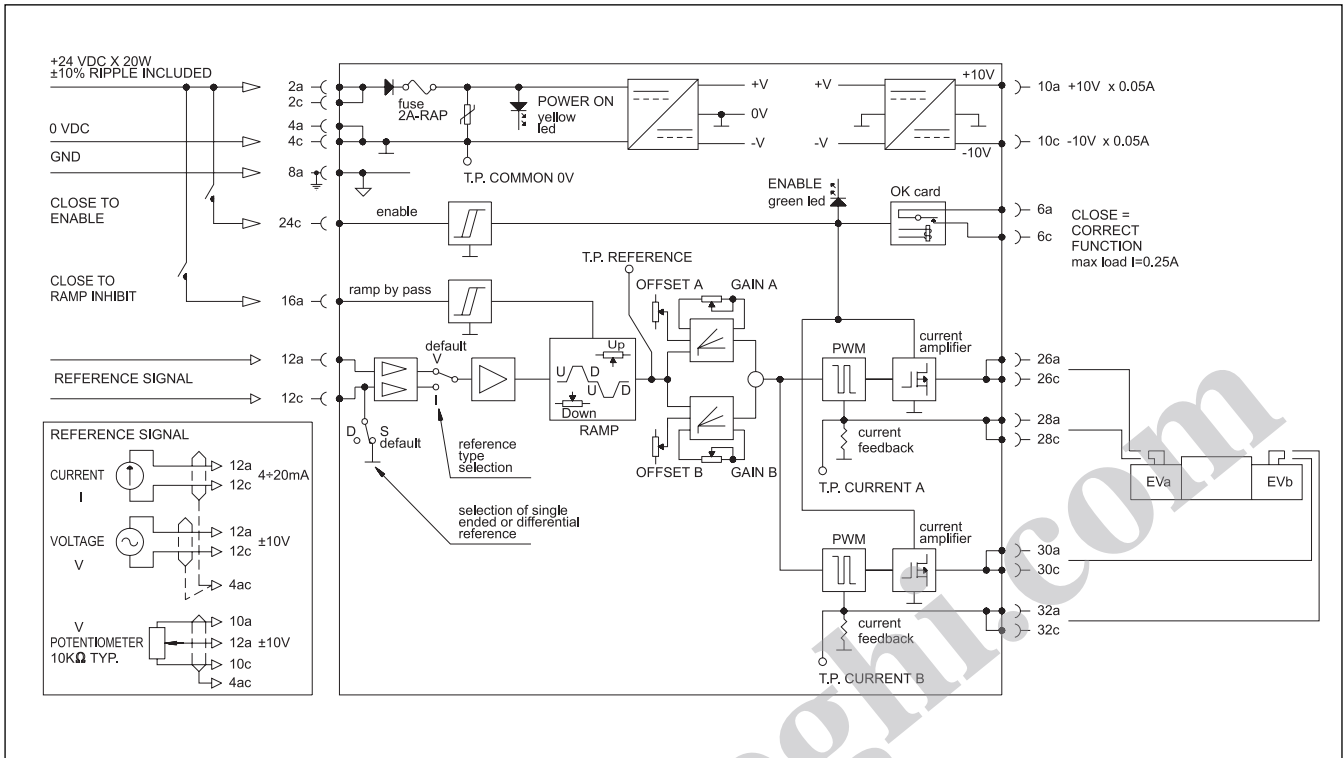 +24 VDC X 20W
±10% RIPPLE INCLUDED
0 VDC
GND
CLOSE TO
ENABLE
CLOSE TO
RAMP INHIBIT
REFERENCE SIGNAL
2a
2c
4a
4c
8a
24c
16a
12a
12c
fuse
2A-RAP
POWER ON
yellow
led
T.P. COMMON 0V
+V
0V
-V
+V
-V
+10V
-10V
10a +10V x 0.05A
10c -10V x 0.05A
enable
ENABLE
green led
OK card
6a
6c
CLOSE =
CORRECT
FUNCTION
max load I=0.25A
ramp by pass
T.P. REFERENCE
OFFSET A
GAIN A
default
V
I
Up
U D
U D
Down
RAMP
D
S
default
reference
type
selection
selection of single
ended or differential
reference
OFFSET B
GAIN B
PWM
current
amplifier
current
feedback
T.P. CURRENT A
26a
26c
28a
28c
EVa
EVb
PWM
current
amplifier
current
feedback
T.P. CURRENT B
30a
30c
32a
32c
REFERENCE SIGNAL
CURRENT
I
12a
12c
4÷20mA
VOLTAGE
V
12a
12c
±10V
4ac
V
POTENTIOMETER
10KΩ TYP.
10a
12a ±10V
10c
4ac
eghi.com